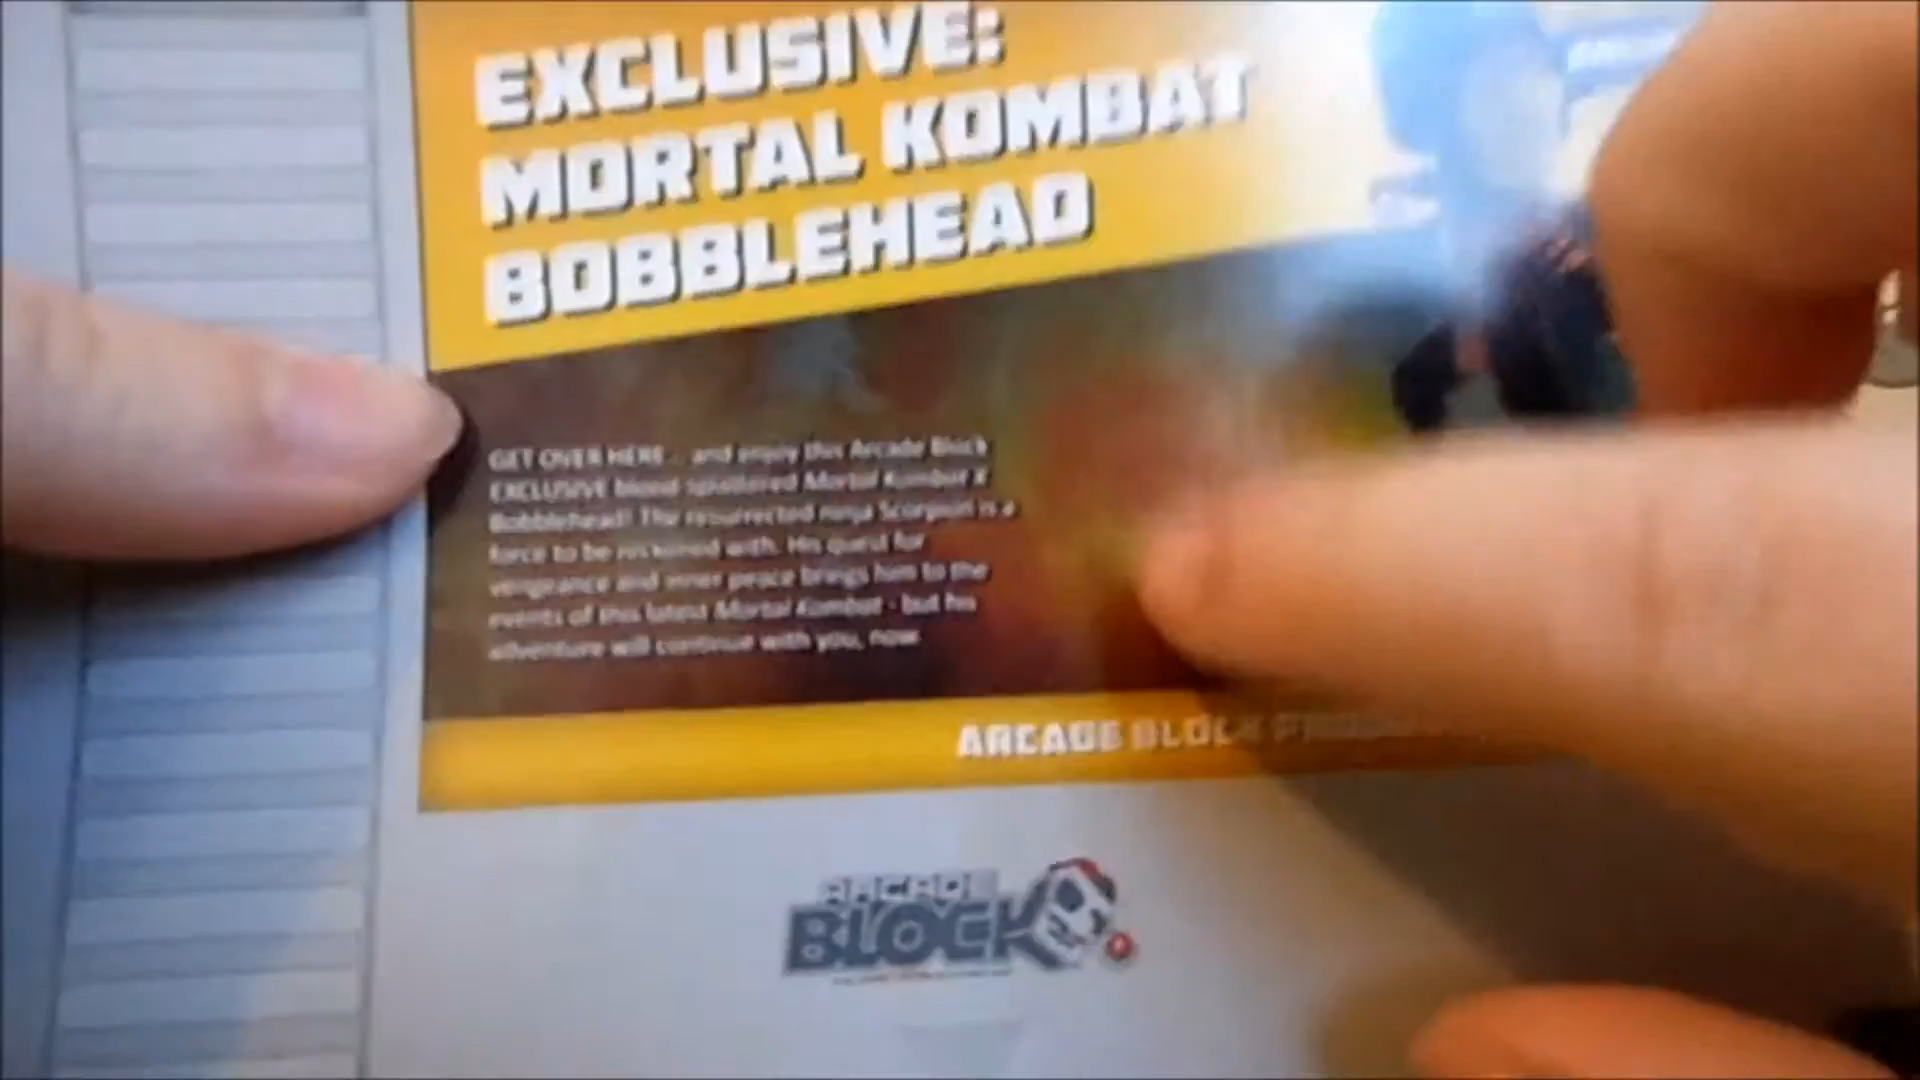 EXCLUSIVE:
MORTAL KOMBAT
BOBBLEHEAD
GET OVER HERE... and enjoy this Arcade Block
EXCLUSIVE blood splattered Mortal Kombat X
Bobblehead! The resurrected ninja Scorpion is a
force to be reckoned with. His quest for
vengeance and inner peace brings him to the
events of this latest Mortal Kombat - but his
adventure will continue with you, now.
ARCADE BLOCK
ARCADE
BLOCK